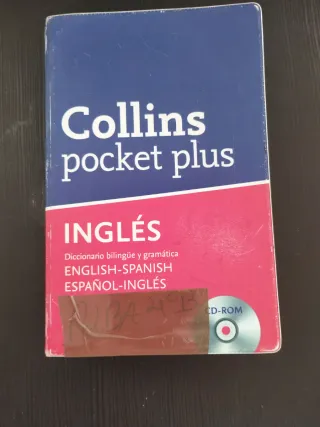 Collins
pocket plus
INGLÉS
Diccionario bilingüe y gramática
ENGLISH-SPANISH
ESPAÑOL-INGLÉS
CD-ROM